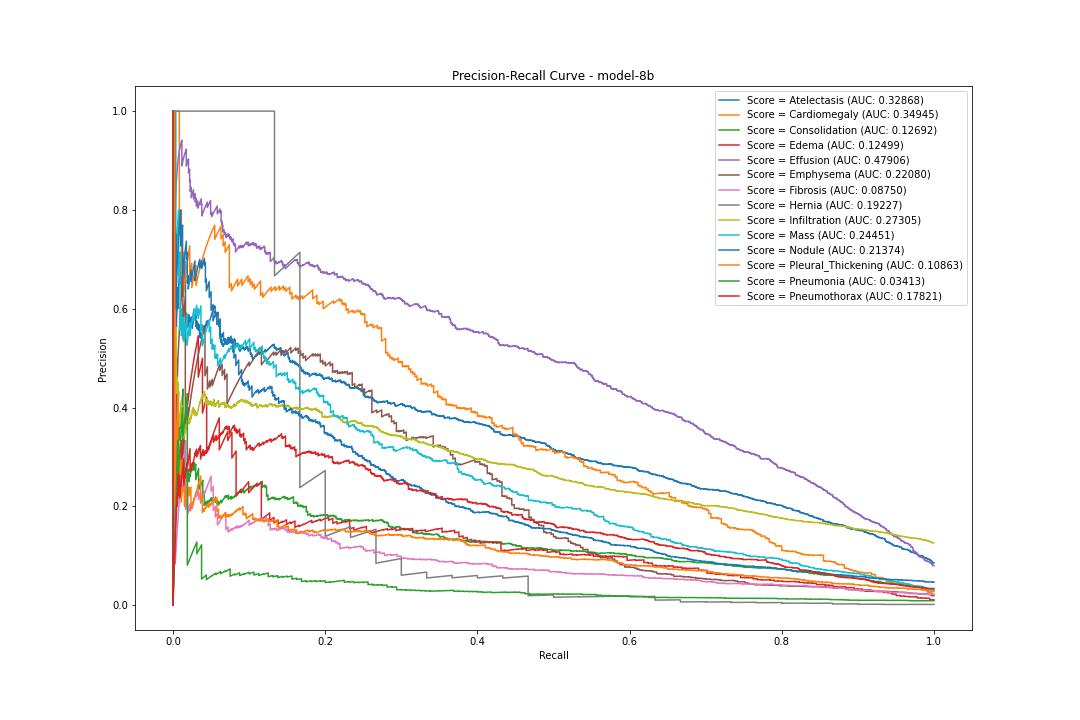 Precision-Recall Curve - model-8b
Score = Atelectasis (AUC: 0.32868)
Score = Cardiomegaly (AUC: 0.34945)
Score = Consolidation (AUC: 0.12692)
Score = Edema (AUC: 0.12499)
Score = Effusion (AUC: 0.47906)
Score = Emphysema (AUC: 0.22080)
Score = Fibrosis (AUC: 0.08750)
Score = Hernia (AUC: 0.19227)
Score = Infiltration (AUC: 0.27305)
Score = Mass (AUC: 0.24451)
Score = Nodule (AUC: 0.21374)
Score = Pleural_Thickening (AUC: 0.10863)
Score = Pneumonia (AUC: 0.03413)
Score = Pneumothorax (AUC: 0.17821)
1.0
0.8
0.6
0.4
0.2
0.0
Precision
0.0 0.2 0.4 0.6 0.8 1.0
Recall